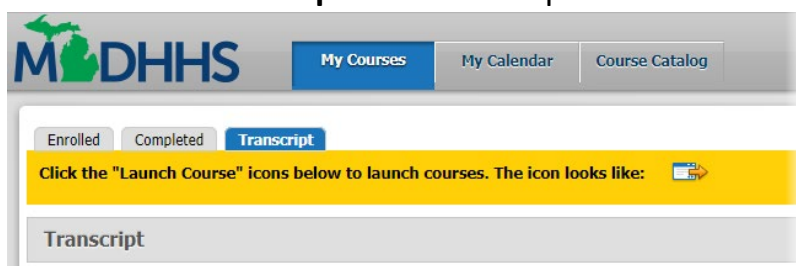 MDHHS
My Courses
My Calendar
Course Catalog
Enrolled
Completed
Transcript
Click the "Launch Course" icons below to launch courses. The icon looks like:
Transcript